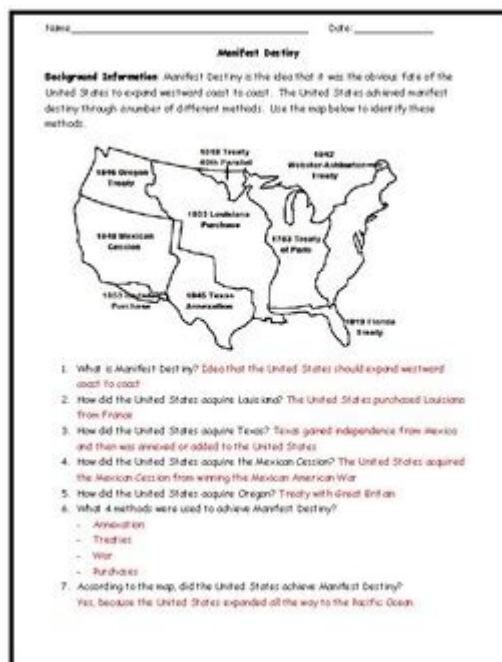 Name Date:
Manifest Destiny
Background Information: Manifest Destiny is the idea that it was the obvious fate of the
United States to expand westward coast to coast. The United States achieved manifest
destiny through a number of different methods. Use the map below to identify these
methods.
1818 Treaty
49th Parallel
1842
Webster-Ashburton
Treaty
1846 Oregon
Treaty
1803 Louisiana
Purchase
1848 Mexican
Cession
1783 Treaty
of Paris
1853
Purchase
1845 Texas
Annexation
1819 Florida
Treaty
1. What is Manifest Destiny? Idea that the United States should expand westward
coast to coast
2. How did the United States acquire Louisiana? The United States purchased Louisiana
from France
3. How did the United States acquire Texas? Texas gained independence from Mexico
and then was annexed or added to the United States
4. How did the United States acquire the Mexican Cession? The United States acquired
the Mexican Cession from winning the Mexican American War
5. How did the United States acquire Oregon? Treaty with Great Britain
6. What 4 methods were used to achieve Manifest Destiny?
- Annexation
- Treaties
- War
- Purchases
7. According to the map, did the United States achieve Manifest Destiny?
Yes, because the United States expanded all the way to the Pacific Ocean.